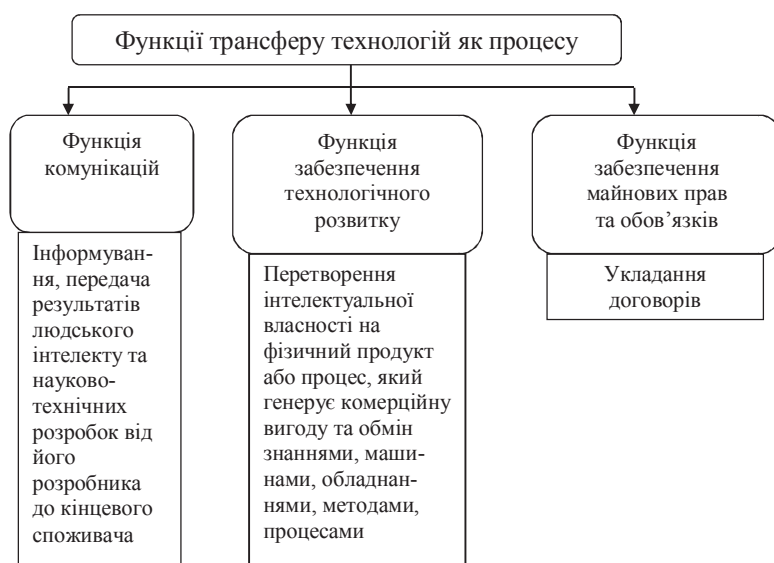 Функції трансферу технологій як процесу
Функція
комунікацій
Інформуван-
ня, передача
результатів
людського
інтелекту та
науково-
технічних
розробок від
його
розробника
до кінцевого
споживача
Функція
забезпечення
технологічного
розвитку
Перетворення
інтелектуальної
власності на
фізичний продукт
або процес, який
генерує комерційну
вигоду та обмін
знаннями, маши-
нами, обладнан-
нями, методами,
процесами
Функція
забезпечення
майнових прав
та обов’язків
Укладання
договорів